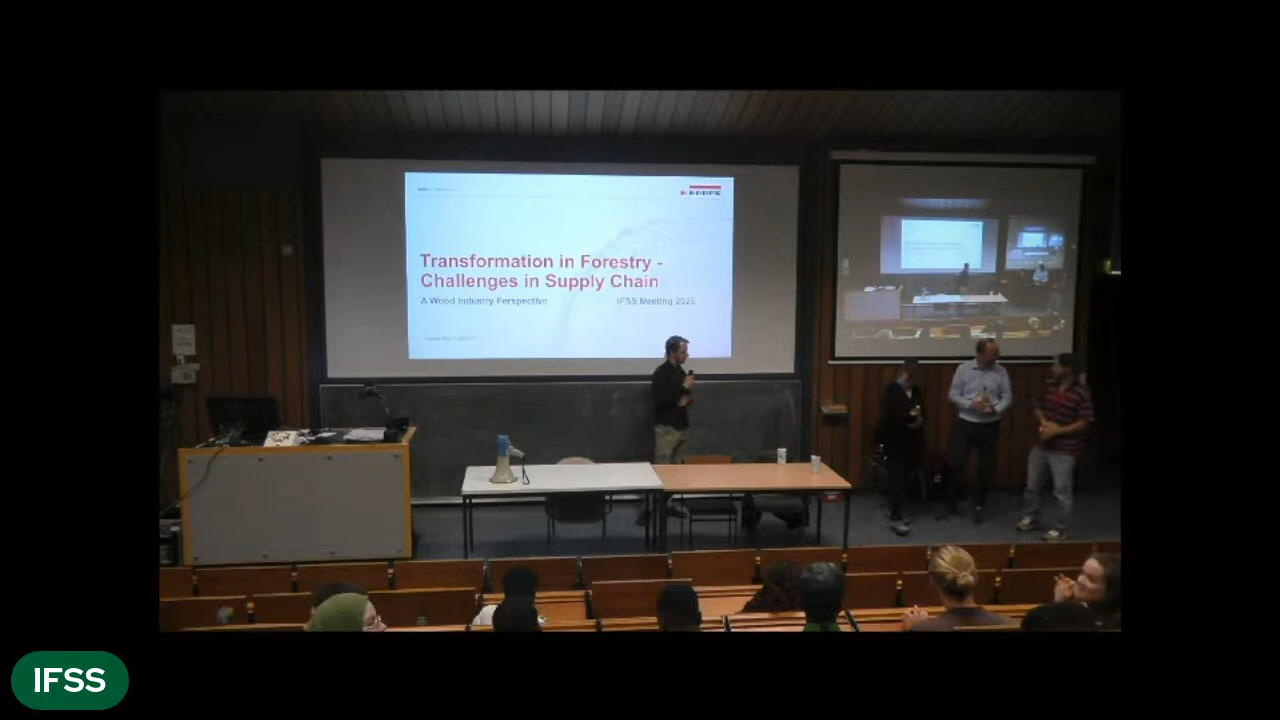 Transformation in Forestry -
Challenges in Supply Chain
A Wood Industry Perspective
IFSS Meeting 2023
IFSS